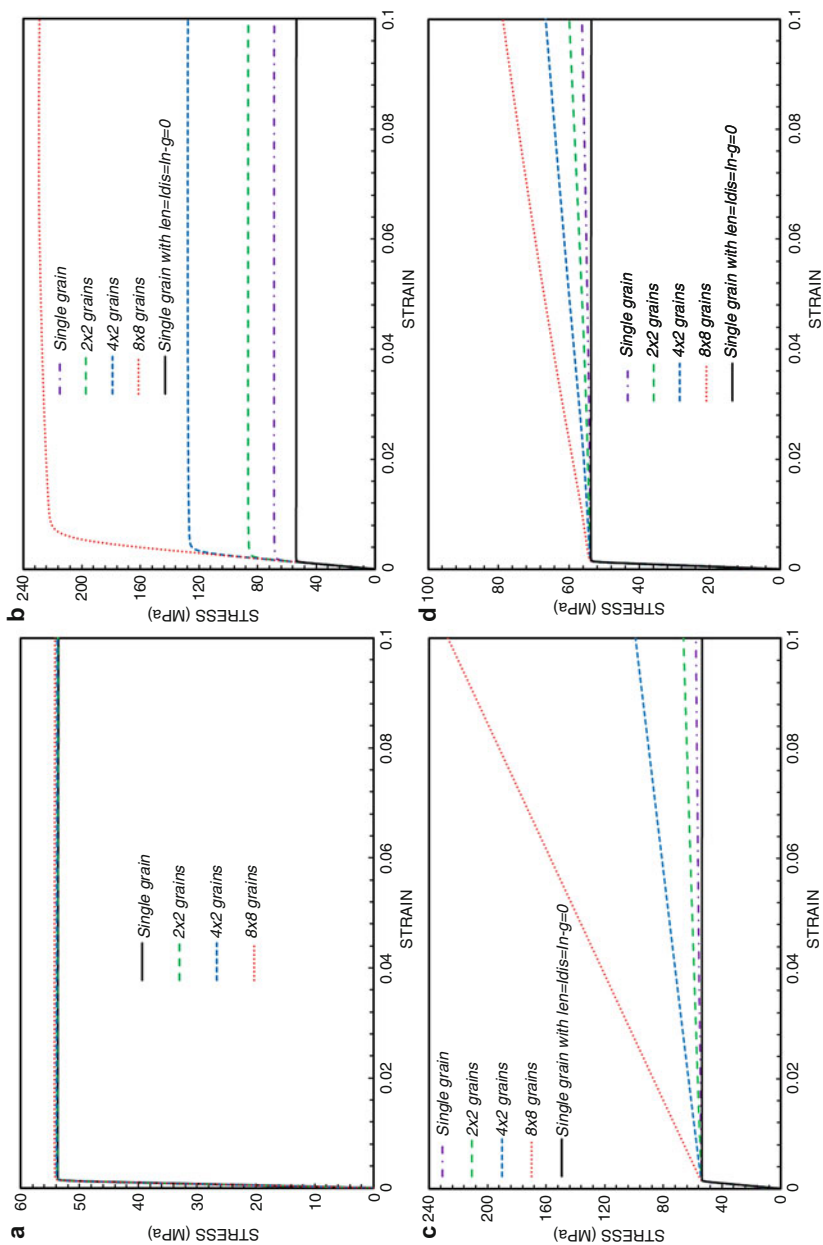 a
60
50
40
30
20
10
0
STRESS (MPa)
Single grain
2x2 grains
4x2 grains
8x8 grains
0
0.02
0.04
0.06
0.08
0.1
STRAIN
b
240
200
160
120
80
40
0
STRESS (MPa)
Single grain
2x2 grains
4x2 grains
8x8 grains
Single grain with len=ldis=ln-g=0
0
0.02
0.04
0.06
0.08
0.1
STRAIN
c
240
200
160
120
80
40
0
STRESS (MPa)
Single grain
2x2 grains
4x2 grains
8x8 grains
Single grain with len=ldis=ln-g=0
0
0.02
0.04
0.06
0.08
0.1
STRAIN
d
100
80
60
40
20
0
STRESS (MPa)
Single grain
2x2 grains
4x2 grains
8x8 grains
Single grain with len=ldis=ln-g=0
0
0.02
0.04
0.06
0.08
0.1
STRAIN